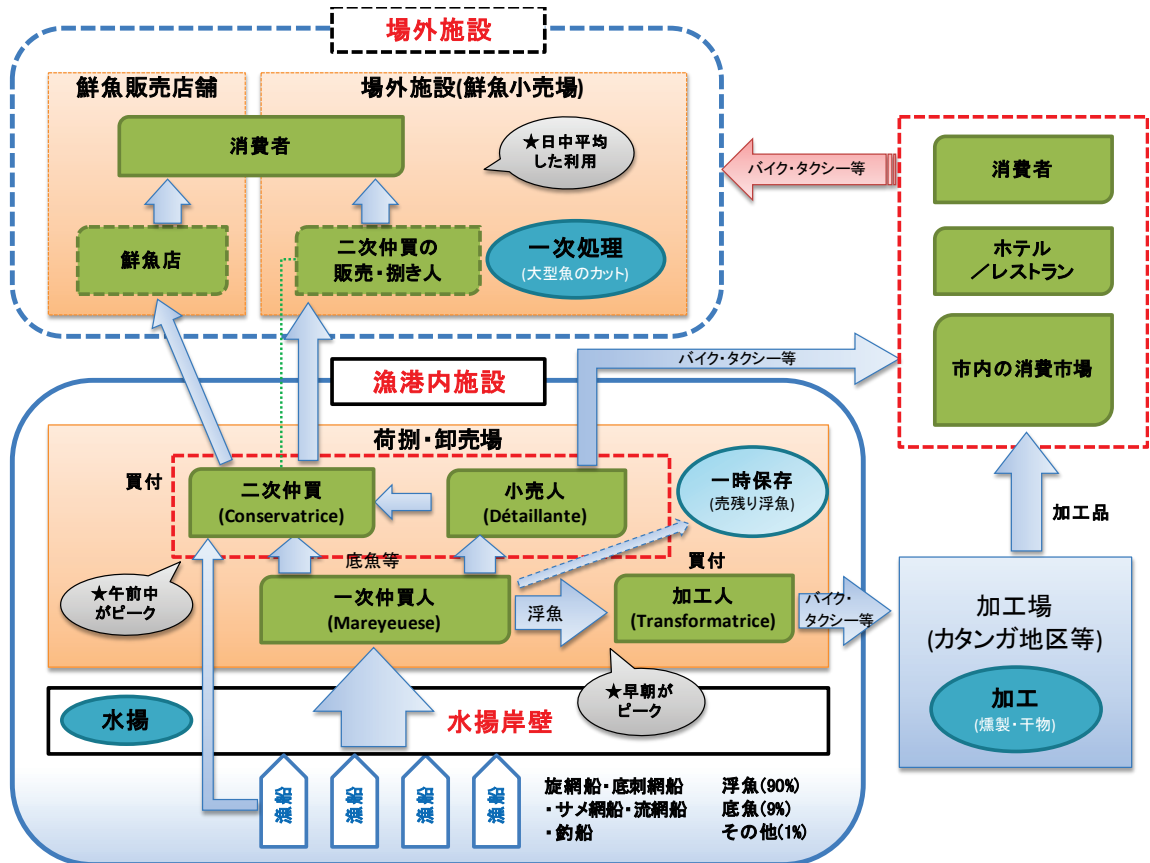 場外施設
鮮魚販売店舗
場外施設(鮮魚小売場)
消費者
★日中平均
した利用
鮮魚店
二次仲買の
販売・捌き人
一次処理
(大型魚のカット)
バイク・タクシー等
消費者
ホテル
／レストラン
市内の消費市場
バイク・タクシー等
漁港内施設
荷捌・卸売場
買付
二次仲買
(Conservatrice)
小売人
(Détaillante)
一時保存
(売残り浮魚)
底魚等
買付
★午前中
がピーク
一次仲買人
(Mareyeuese)
浮魚
加工人
(Transformatrice)
バイク・
タクシー等
加工品
加工場
(カタンガ地区等)
加工
(燻製・干物)
★早朝が
ピーク
水揚
水揚岸壁
漁船
漁船
漁船
漁船
旋網船・底刺網船
・サメ網船・流網船
・釣船
浮魚(90%)
底魚(9%)
その他(1%)